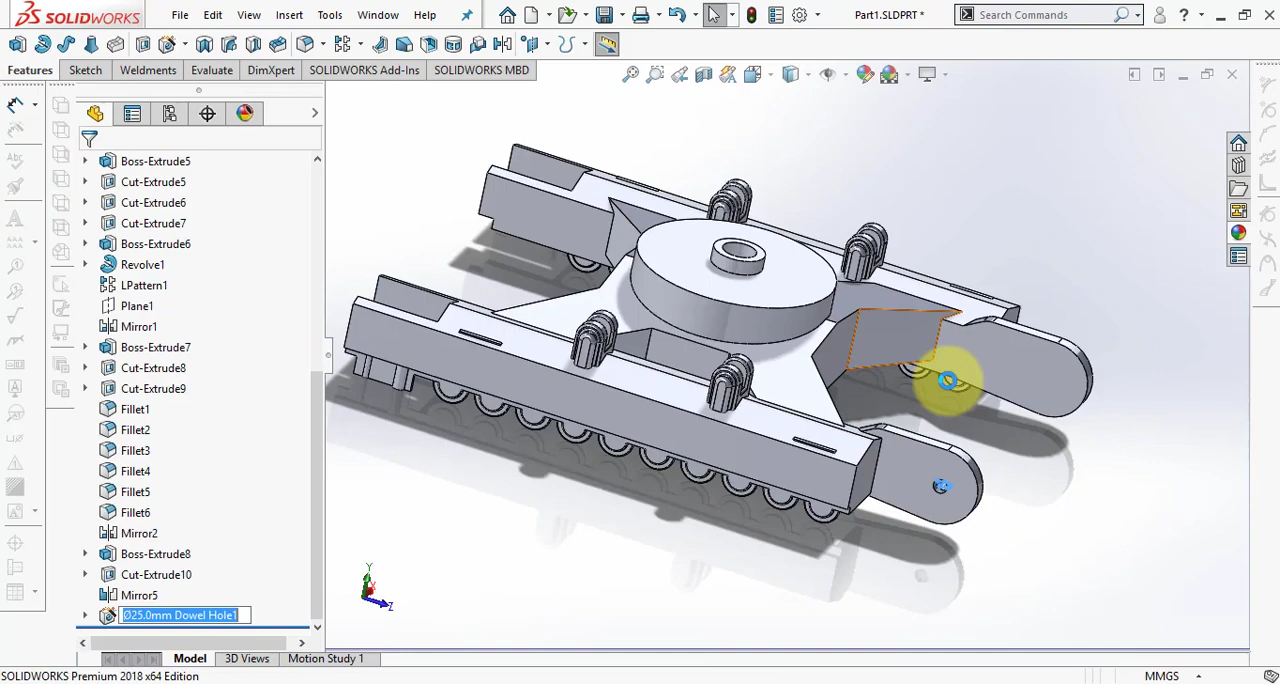 SOLIDWORKS File Edit View Insert Tools Window Help Part1.SLDPRT * Search Commands ?
Features Sketch Weldments Evaluate DimXpert SOLIDWORKS Add-Ins SOLIDWORKS MBD
Boss-Extrude5
Cut-Extrude5
Cut-Extrude6
Cut-Extrude7
Boss-Extrude6
Revolve1
LPattern1
Plane1
Mirror1
Boss-Extrude7
Cut-Extrude8
Cut-Extrude9
Fillet1
Fillet2
Fillet3
Fillet4
Fillet5
Fillet6
Mirror2
Boss-Extrude8
Cut-Extrude10
Mirror5
Ø25.0mm Dowel Hole1
Y
Z
Model 3D Views Motion Study 1
SOLIDWORKS Premium 2018 x64 Edition MMGS